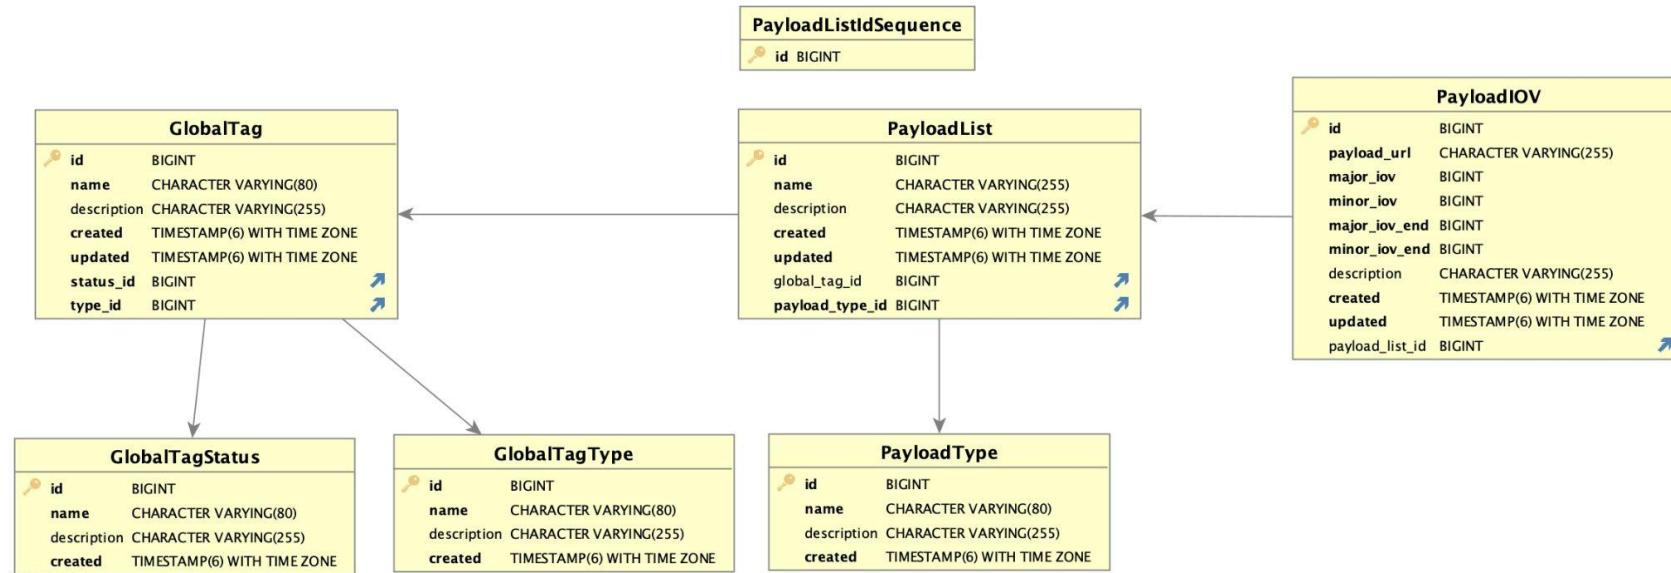 PayloadListIdSequence
id BIGINT
GlobalTag
id BIGINT
name CHARACTER VARYING(80)
description CHARACTER VARYING(255)
created TIMESTAMP(6) WITH TIME ZONE
updated TIMESTAMP(6) WITH TIME ZONE
status_id BIGINT
type_id BIGINT
PayloadList
id BIGINT
name CHARACTER VARYING(255)
description CHARACTER VARYING(255)
created TIMESTAMP(6) WITH TIME ZONE
updated TIMESTAMP(6) WITH TIME ZONE
global_tag_id BIGINT
payload_type_id BIGINT
PayloadIOV
id BIGINT
payload_url CHARACTER VARYING(255)
major_iov BIGINT
minor_iov BIGINT
major_iov_end BIGINT
minor_iov_end BIGINT
description CHARACTER VARYING(255)
created TIMESTAMP(6) WITH TIME ZONE
updated TIMESTAMP(6) WITH TIME ZONE
payload_list_id BIGINT
GlobalTagStatus
id BIGINT
name CHARACTER VARYING(80)
description CHARACTER VARYING(255)
created TIMESTAMP(6) WITH TIME ZONE
GlobalTagType
id BIGINT
name CHARACTER VARYING(80)
description CHARACTER VARYING(255)
created TIMESTAMP(6) WITH TIME ZONE
PayloadType
id BIGINT
name CHARACTER VARYING(80)
description CHARACTER VARYING(255)
created TIMESTAMP(6) WITH TIME ZONE